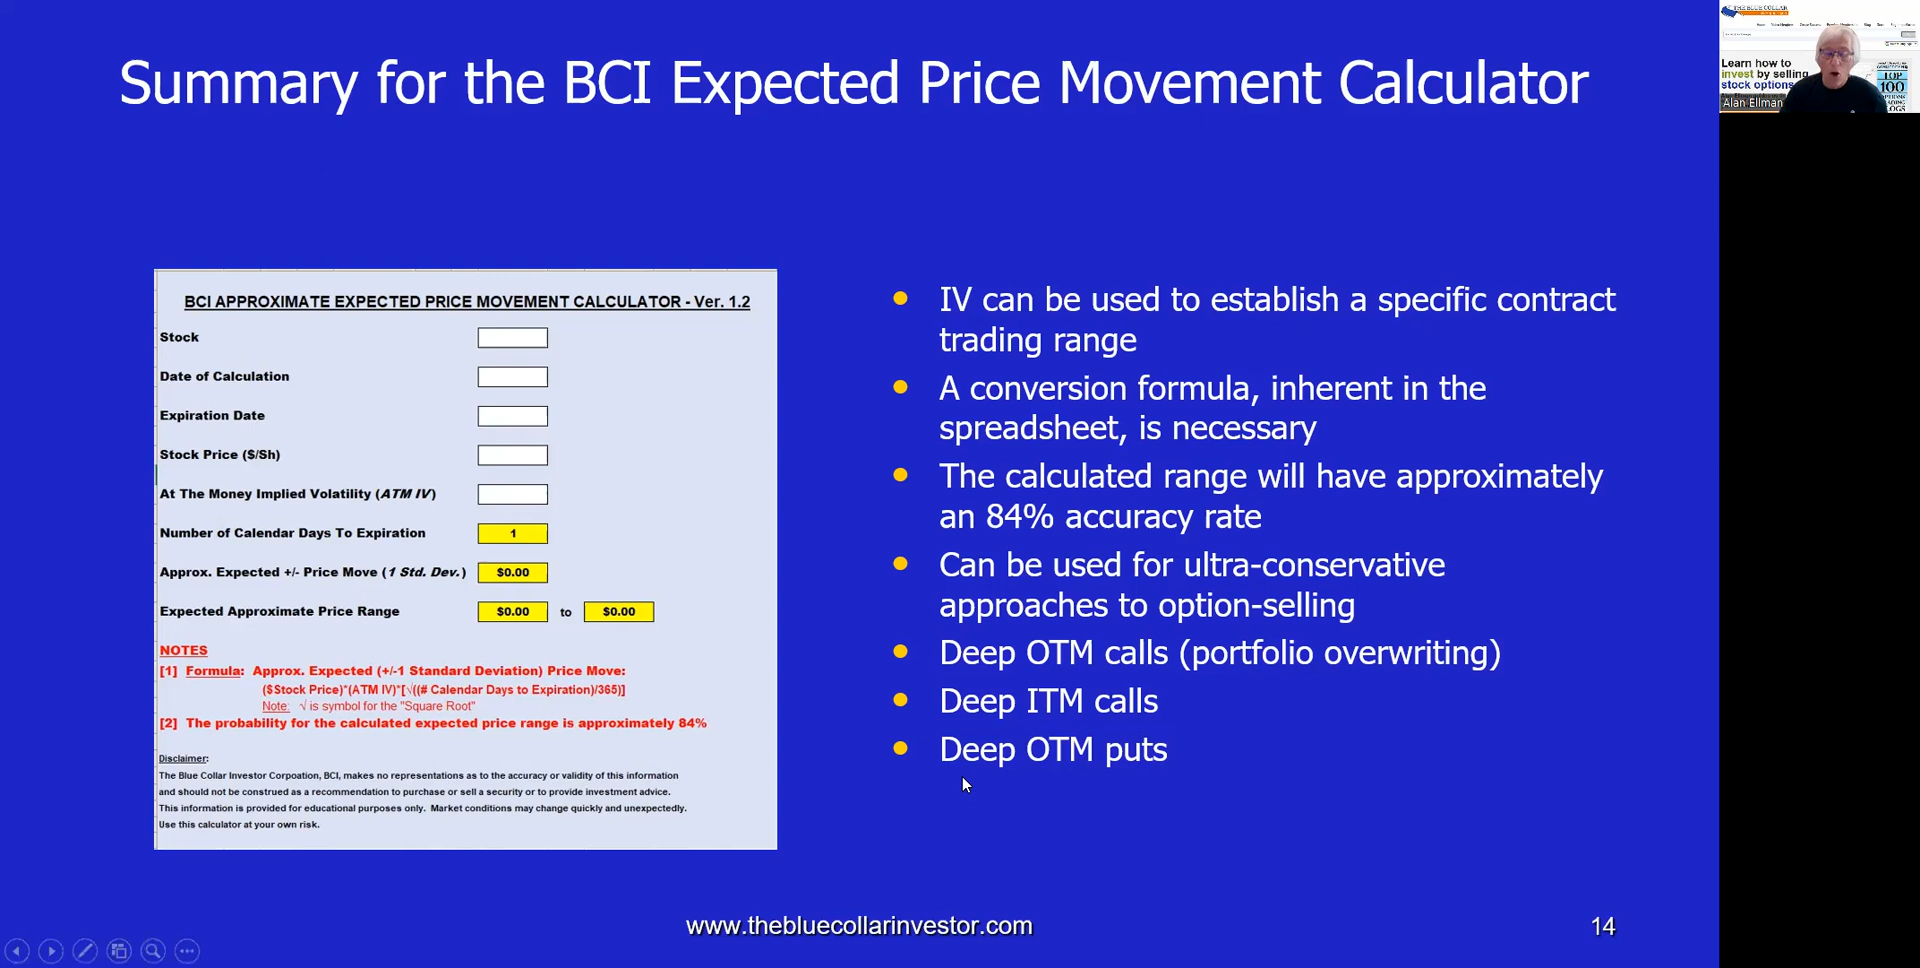 Summary for the BCI Expected Price Movement Calculator
BCI APPROXIMATE EXPECTED PRICE MOVEMENT CALCULATOR - Ver. 1.2
Stock
Date of Calculation
Expiration Date
Stock Price ($/Sh)
At The Money Implied Volatility (ATM IV)
Number of Calendar Days To Expiration 1
Approx. Expected +/- Price Move (1 Std. Dev.) $0.00
Expected Approximate Price Range $0.00 to $0.00
NOTES
[1] Formula: Approx. Expected (+/-1 Standard Deviation) Price Move:
($Stock Price)*(ATM IV)*[√((# Calendar Days to Expiration)/365)]
Note: √ is symbol for the "Square Root"
[2] The probability for the calculated expected price range is approximately 84%
Disclaimer:
The Blue Collar Investor Corpoation, BCI, makes no representations as to the accuracy or validity of this information
and should not be construed as a recommendation to purchase or sell a security or to provide investment advice.
This information is provided for educational purposes only. Market conditions may change quickly and unexpectedly.
Use this calculator at your own risk.
• IV can be used to establish a specific contract
trading range
• A conversion formula, inherent in the
spreadsheet, is necessary
• The calculated range will have approximately
an 84% accuracy rate
• Can be used for ultra-conservative
approaches to option-selling
• Deep OTM calls (portfolio overwriting)
• Deep ITM calls
• Deep OTM puts
www.thebluecollarinvestor.com
14
THE BLUE COLLAR
Learn how to
invest by selling
stock options
Alan Ellman
TOP
100